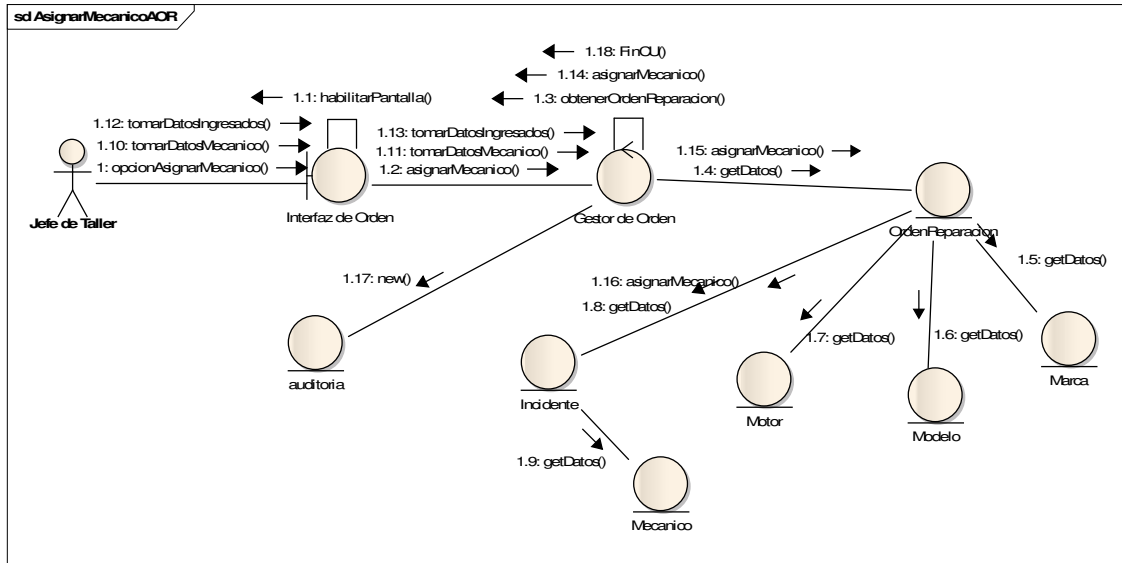 sd AsignarMecanicoAOR
1.18: FinCU()
1.14: asignarMecanico()
1.1: habilitarPantalla()
1.3: obtenerOrdenReparacion()
1.12: tomarDatosIngresados()
1.13: tomarDatosIngresados()
1.10: tomarDatosMecanico()
1.11: tomarDatosMecanico()
1.15: asignarMecanico()
1: opcionAsignarMecanico()
1.2: asignarMecanico()
1.4: getDatos()
Jefe de Taller
Interfaz de Orden
Gestor de Orden
OrdenReparacion
1.5: getDatos()
1.17: new()
1.16: asignarMecanico()
1.8: getDatos()
1.7: getDatos()
1.6: getDatos()
auditoria
Incidente
Motor
Modelo
Marca
1.9: getDatos()
Mecanico